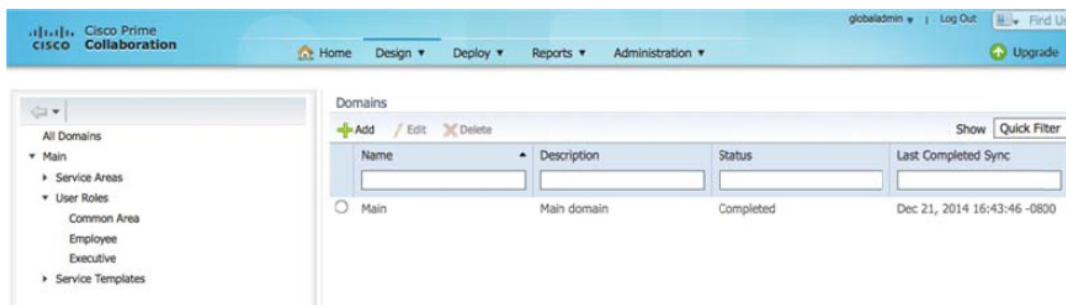 globaladmin | Log Out Find Us
Cisco Prime
CISCO Collaboration
Home Design Deploy Reports Administration Upgrade
Domains
All Domains
Add Edit Delete Show Quick Filter
Main
Name Description Status Last Completed Sync
Service Areas
User Roles
Main Main domain Completed Dec 21, 2014 16:43:46 -0800
Common Area
Employee
Executive
Service Templates